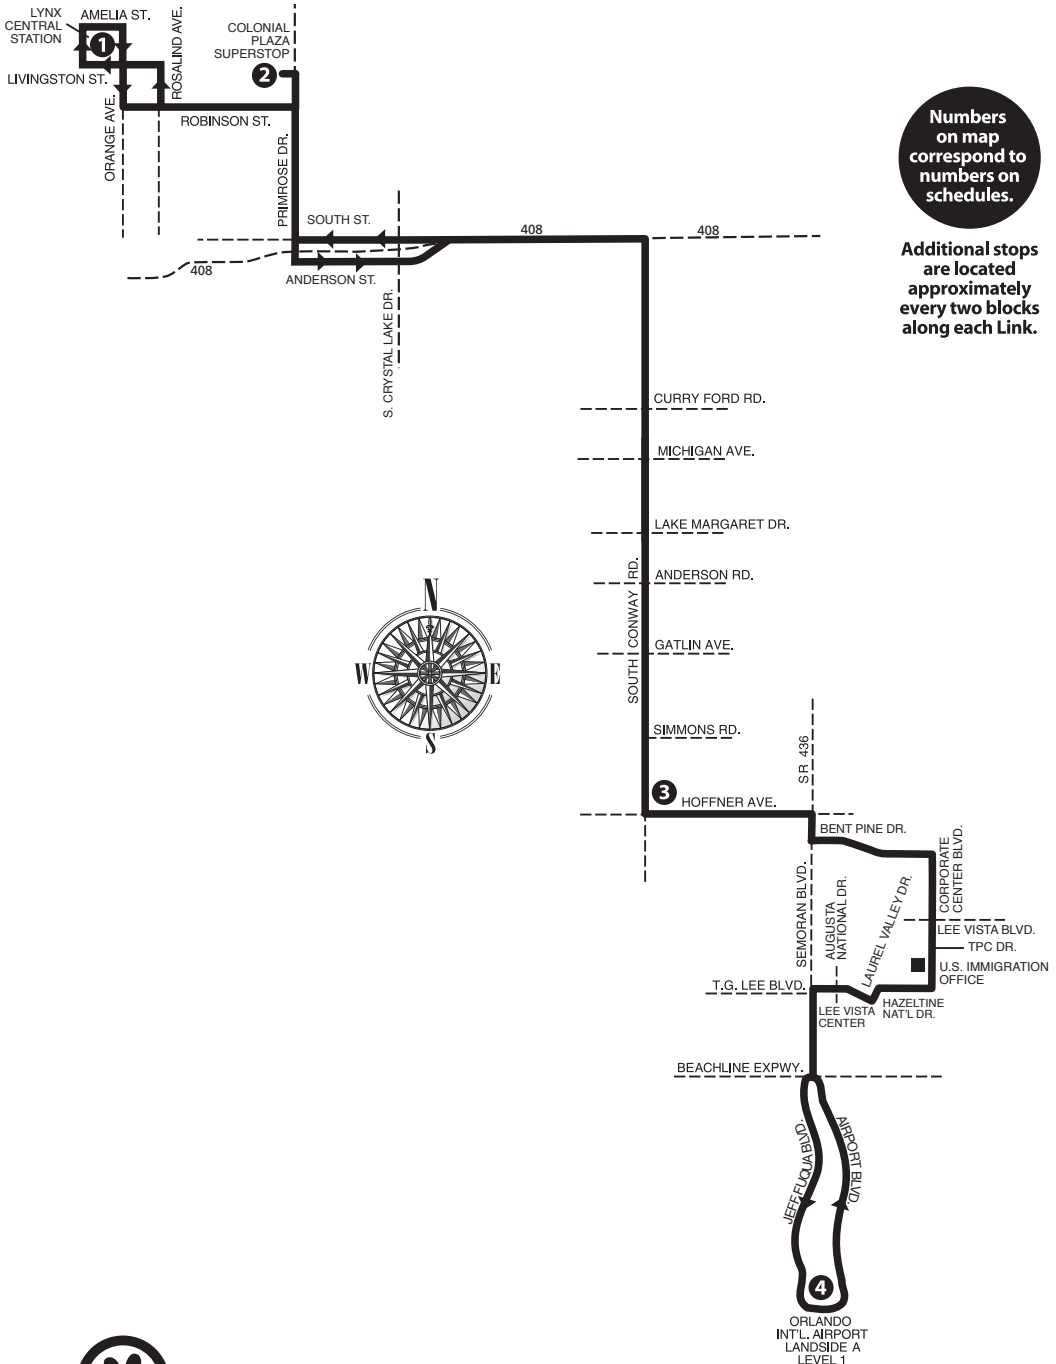 LYNX
CENTRAL
STATION
AMELIA ST.
1
LIVINGSTON ST.
ROSALIND AVE.
ORANGE AVE.
COLONIAL
PLAZA
SUPERSTOP
2
ROBINSON ST.
PRIMROSE DR.
Numbers
on map
correspond to
numbers on
schedules.
Additional stops
are located
approximately
every two blocks
along each Link.
SOUTH ST.
408
408
408
ANDERSON ST.
S. CRYSTAL LAKE DR.
CURRY FORD RD.
MICHIGAN AVE.
LAKE MARGARET DR.
ANDERSON RD.
SOUTH CONWAY RD.
GATLIN AVE.
SIMMONS RD.
N
W
E
S
3
HOFFNER AVE.
SR 436
BENT PINE DR.
CORPORATE
CENTER BLVD.
SEMORAN BLVD.
AUGUSTA
NATIONAL DR.
LAUREL VALLEY DR.
LEE VISTA BLVD.
TPC DR.
U.S. IMMIGRATION
OFFICE
T.G. LEE BLVD.
LEE VISTA
CENTER
HAZELTINE
NAT'L DR.
BEACHLINE EXPWY.
JEFF FUQUA BLVD.
AIRPORT BLVD.
4
ORLANDO
INT'L. AIRPORT
LANDSIDE A
LEVEL 1